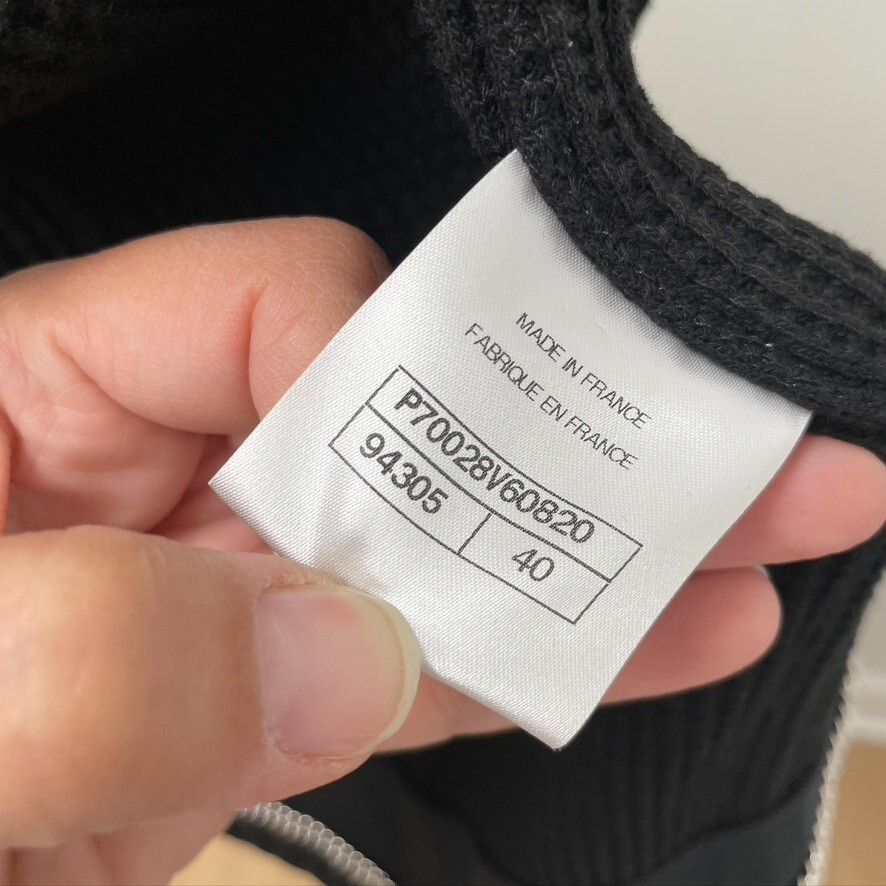 MADE IN FRANCE
FABRIQUE EN FRANCE
P70028V60820
94305
40